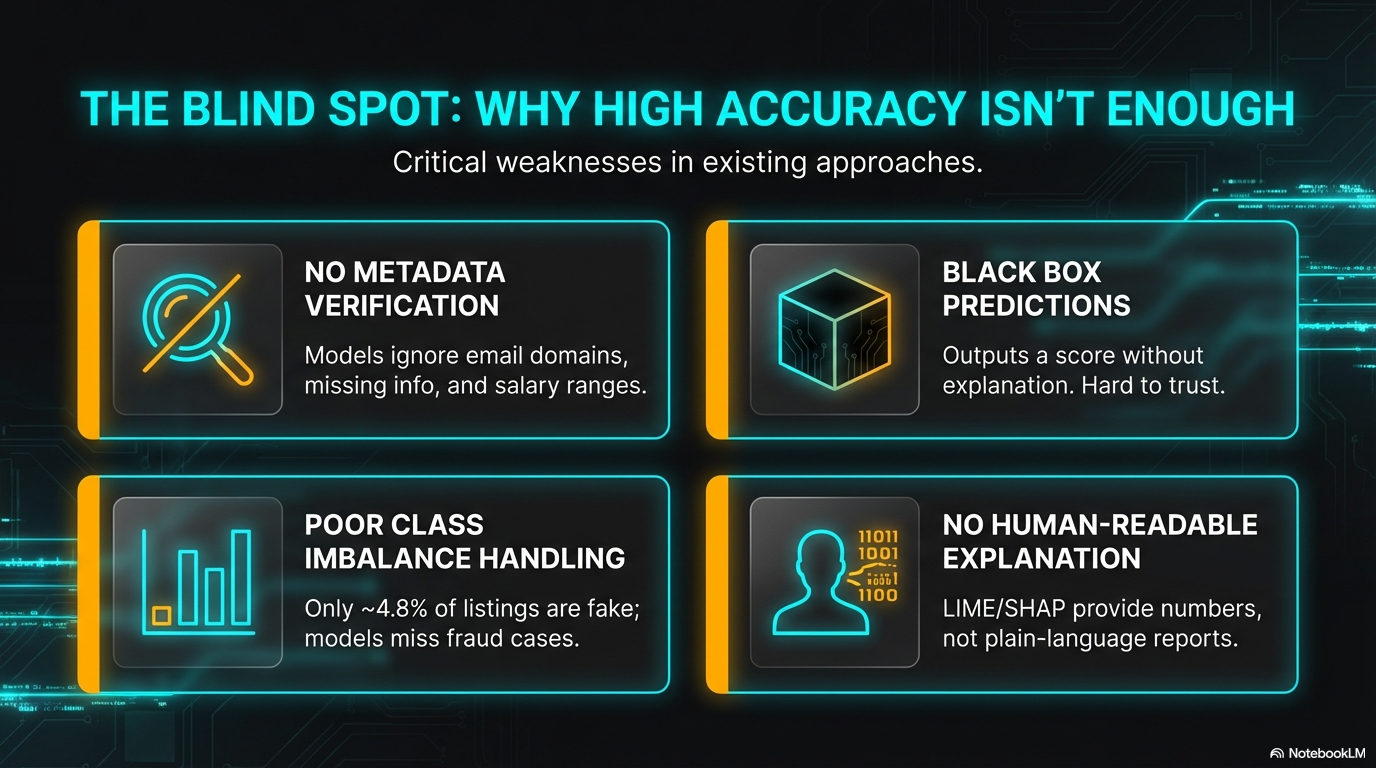 THE BLIND SPOT: WHY HIGH ACCURACY ISN'T ENOUGH
Critical weaknesses in existing approaches.
NO METADATA
VERIFICATION
Models ignore email domains,
missing info, and salary ranges.
BLACK BOX
PREDICTIONS
Outputs a score without
explanation. Hard to trust.
POOR CLASS
IMBALANCE HANDLING
Only ~4.8% of listings are fake;
models miss fraud cases.
11011
1001
1100
NO HUMAN-READABLE
EXPLANATION
LIME/SHAP provide numbers,
not plain-language reports.
NotebookLM